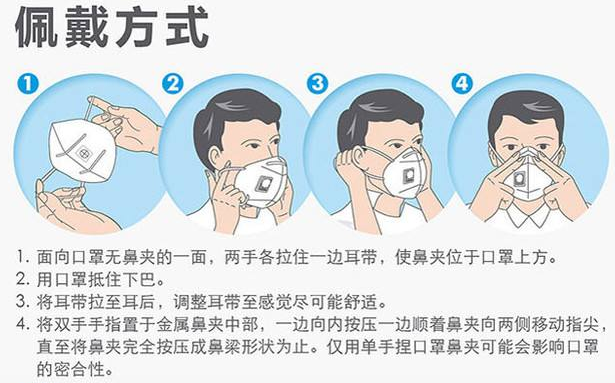 佩戴方式
1 2 3 4
1. 面向口罩无鼻夹的一面，两手各拉住一边耳带，使鼻夹位于口罩上方。
2. 用口罩抵住下巴。
3. 将耳带拉至耳后，调整耳带至感觉尽可能舒适。
4. 将双手手指置于金属鼻夹中部，一边向内按压一边顺着鼻夹向两侧移动指尖，
直至将鼻夹完全按压成鼻梁形状为止。仅用单手捏口罩鼻夹可能会影响口罩
的密合性。